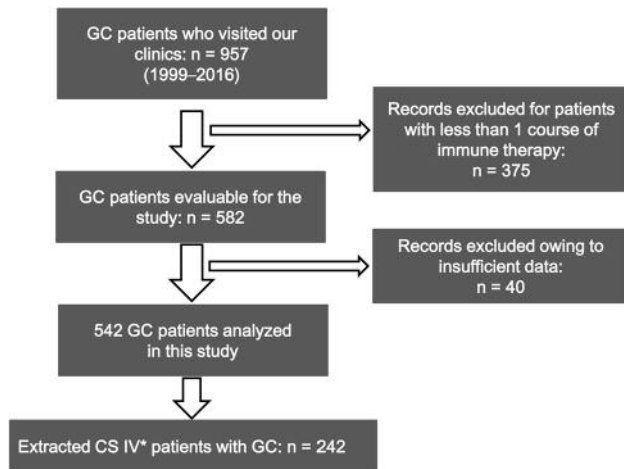 GC patients who visited our
clinics: n = 957
(1999–2016)
Records excluded for patients
with less than 1 course of
immune therapy:
n = 375
GC patients evaluable for the
study: n = 582
Records excluded owing to
insufficient data:
n = 40
542 GC patients analyzed
in this study
Extracted CS IV* patients with GC: n = 242